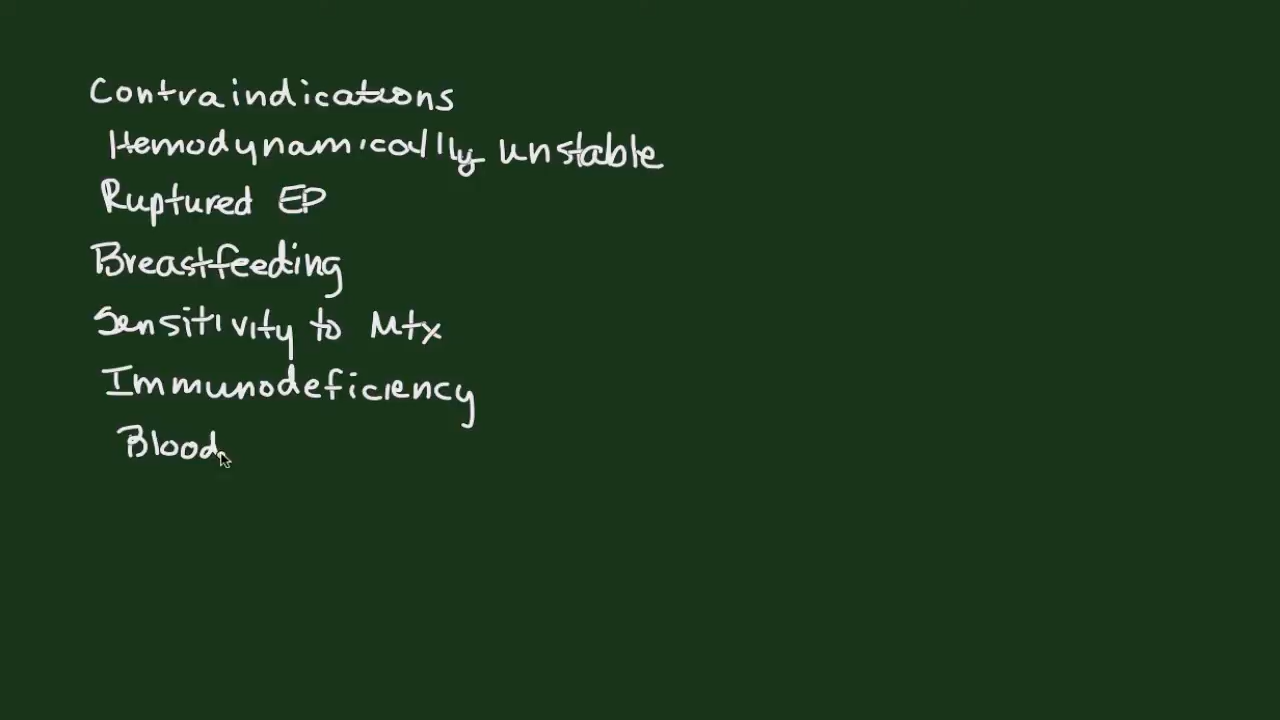 Contraindications
Hemodynamically unstable
Ruptured EP
Breastfeeding
Sensitivity to Mtx
Immunodeficiency
Blood